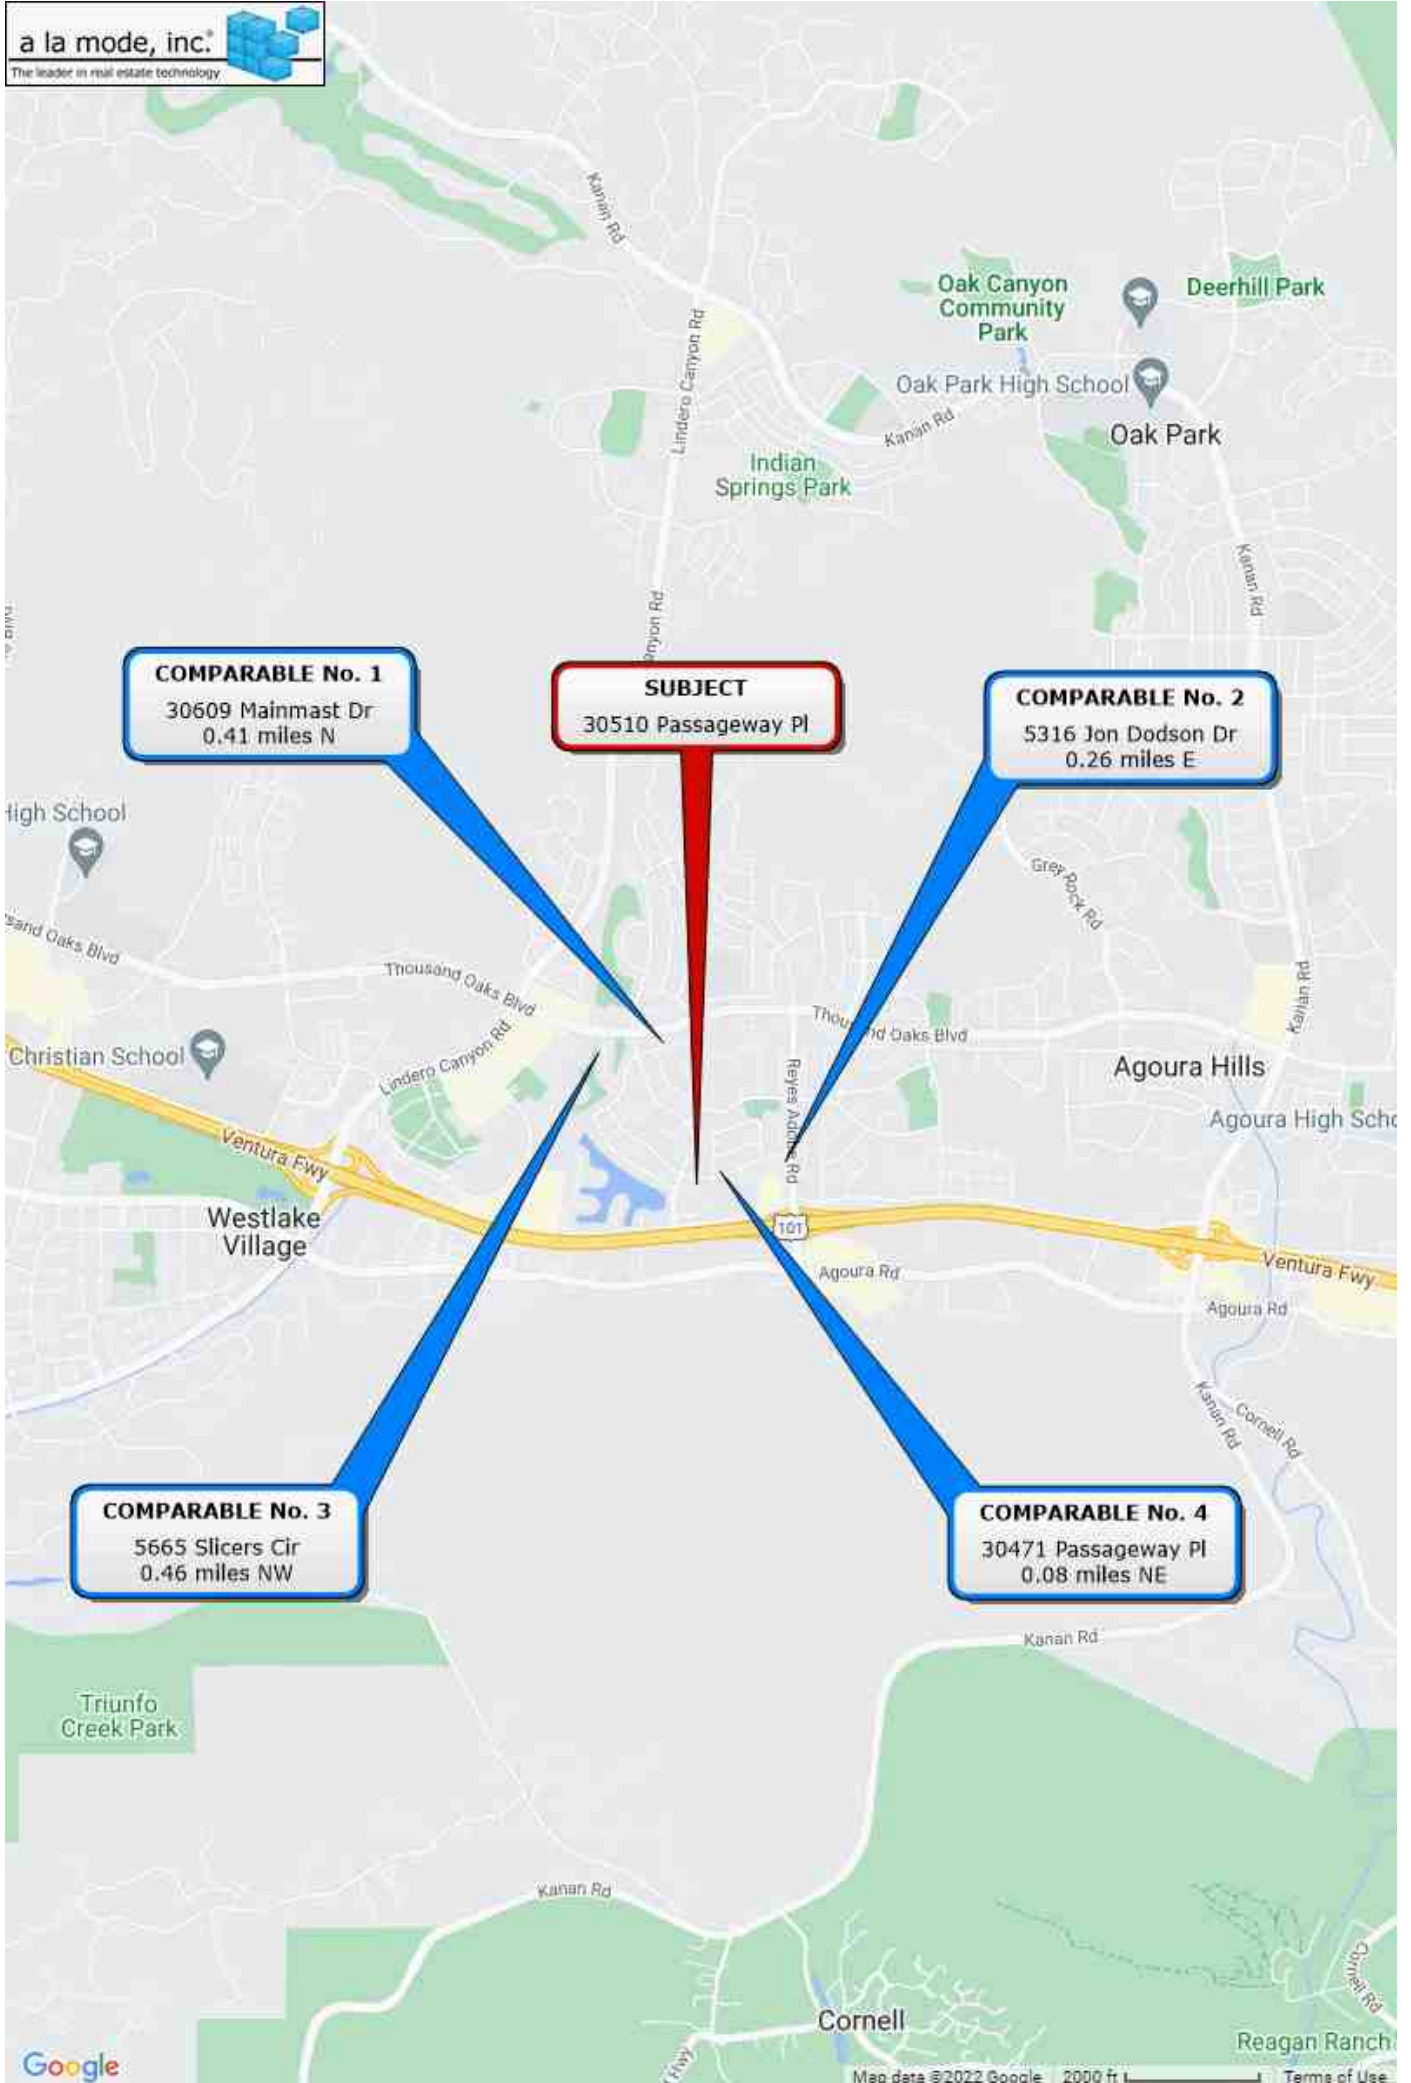 a la mode, inc.®
The leader in real estate technology
Kanan Rd
Oak Canyon
Community
Park
Deerhill Park
Lindero Canyon Rd
Oak Park High School
Kanan Rd
Oak Park
Indian
Springs Park
Kanan Rd
COMPARABLE No. 1
30609 Mainmast Dr
0.41 miles N
SUBJECT
30510 Passageway Pl
COMPARABLE No. 2
5316 Jon Dodson Dr
0.26 miles E
High School
Grey Rock Rd
Thousand Oaks Blvd
Kanan Rd
Thousand Oaks Blvd
Christian School
Lindero Canyon Rd
Reyes Adobe Rd
Agoura Hills
Agoura High Scho
Ventura Fwy
Westlake
Village
101
Agoura Rd
Ventura Fwy
Agoura Rd
Kanan Rd
Cornell Rd
COMPARABLE No. 3
5665 Slicers Cir
0.46 miles NW
COMPARABLE No. 4
30471 Passageway Pl
0.08 miles NE
Kanan Rd
Triunfo
Creek Park
Kanan Rd
Cornell Rd
Cornell
Reagan Ranch
Google
Hwy
Map data ©2022 Google
2000 ft
Terms of Use